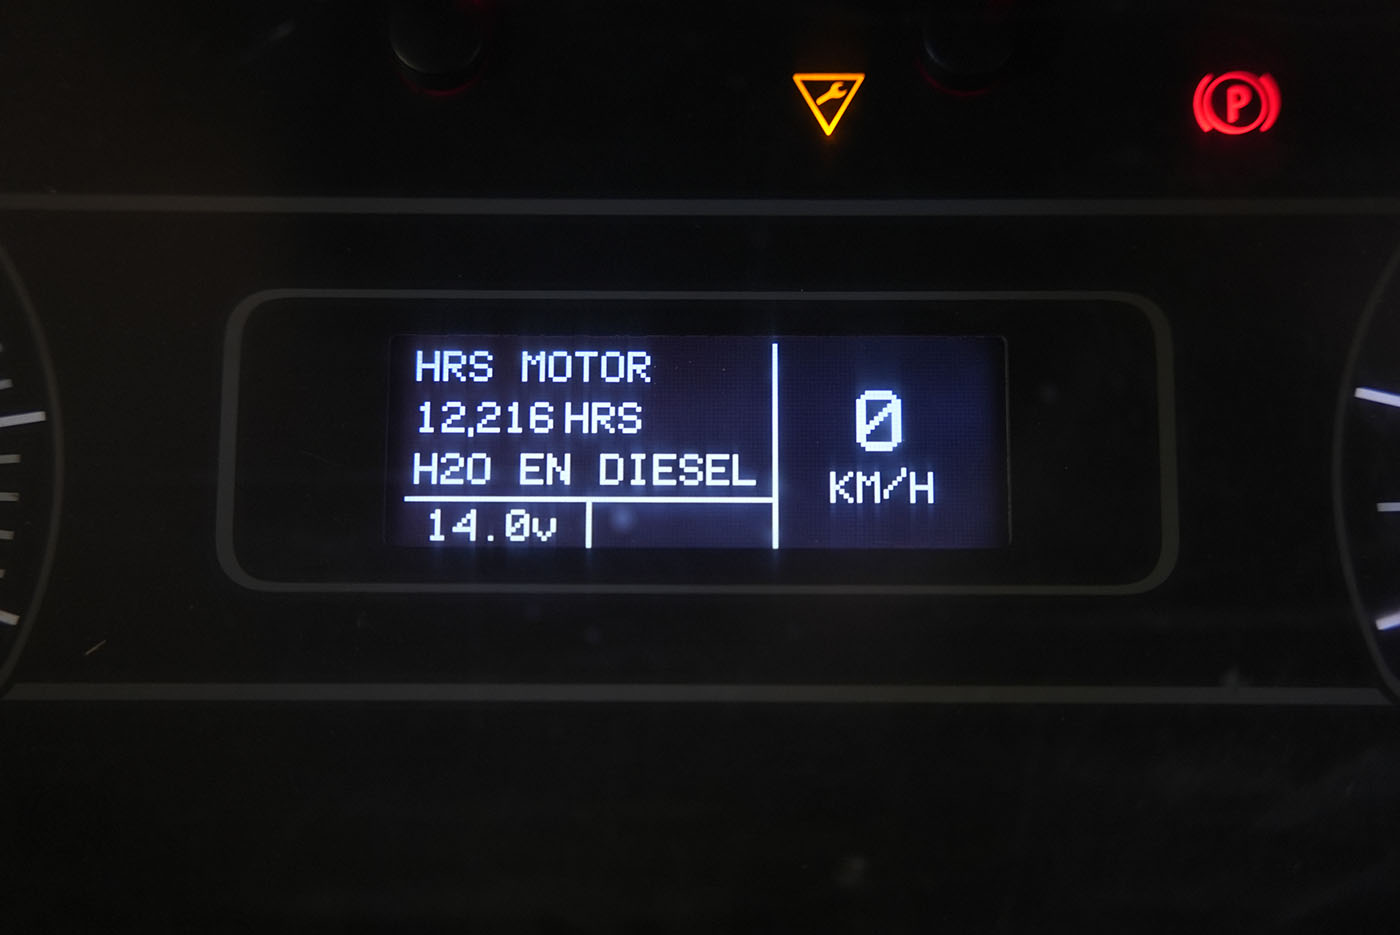 P
HRS MOTOR
12,216 HRS
H2O EN DIESEL
14.0v
0
KM/H